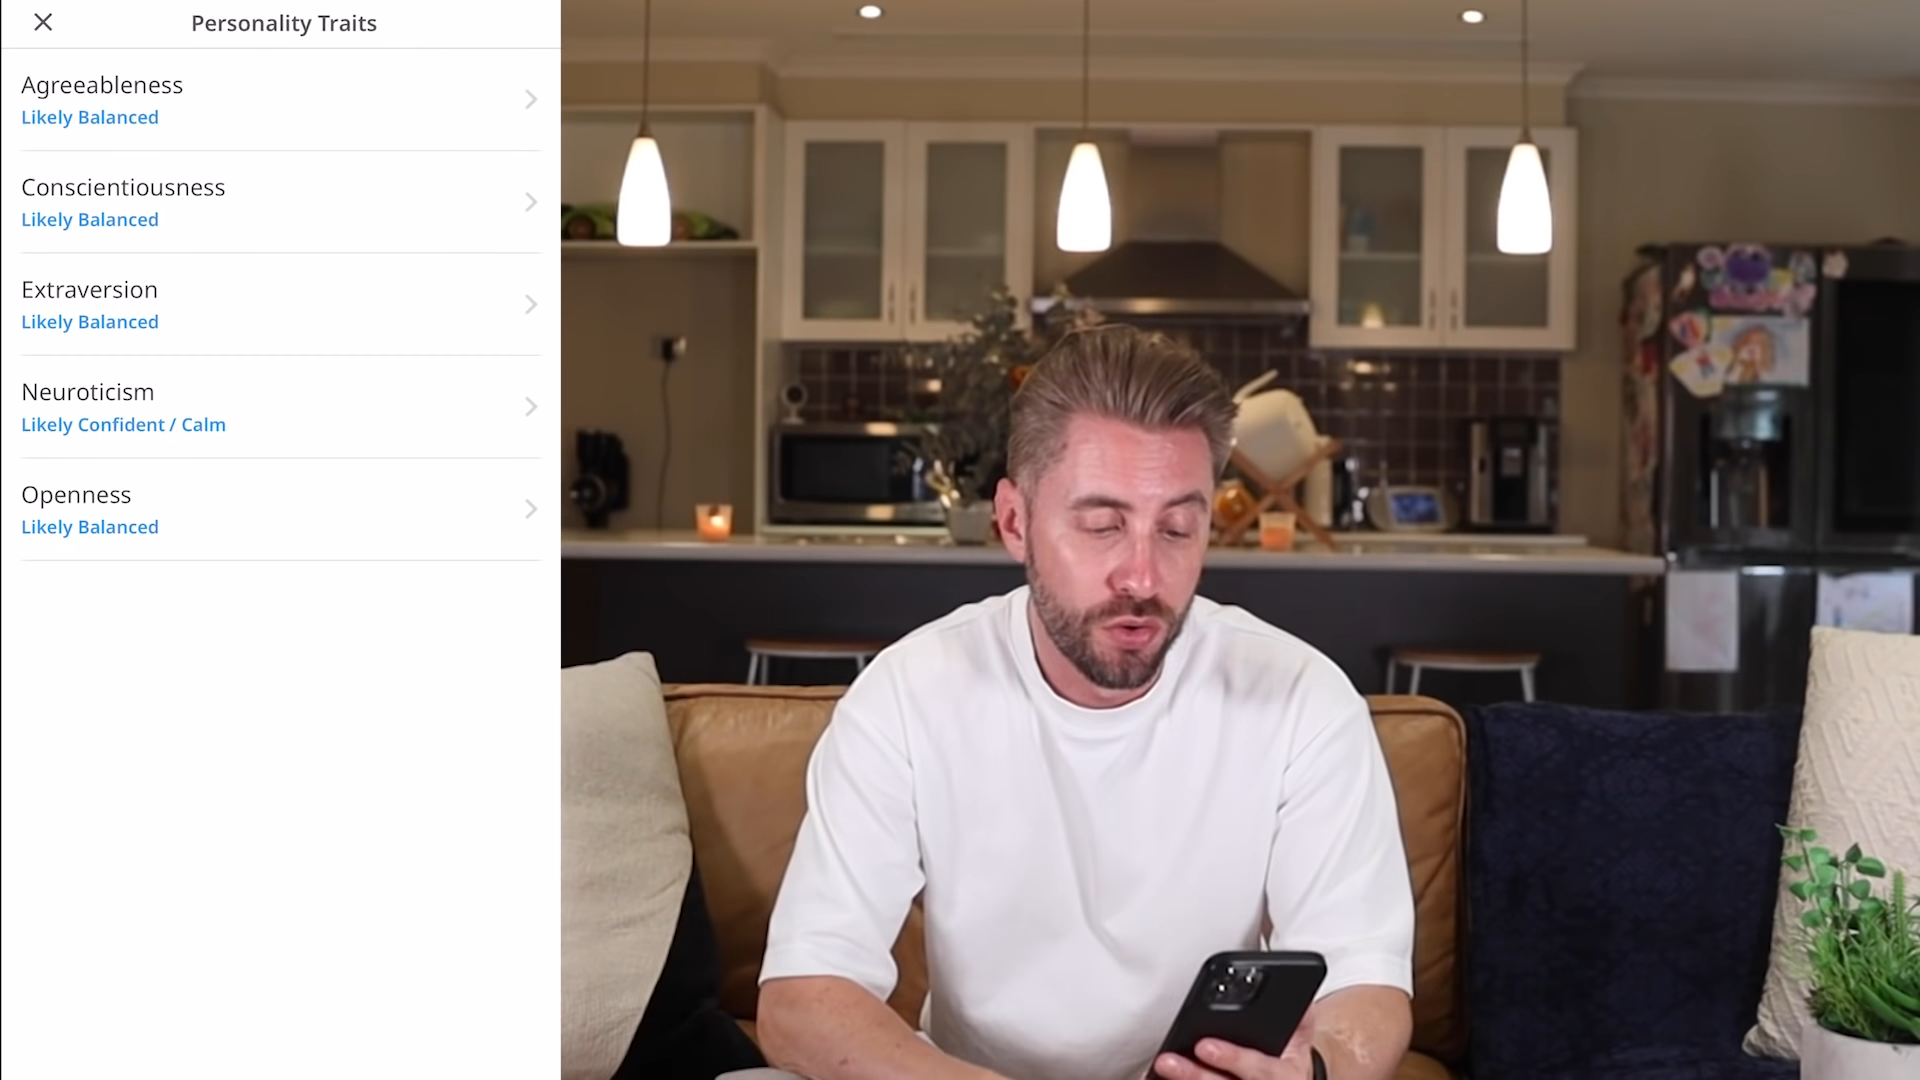 Personality Traits
Agreeableness
Likely Balanced
Conscientiousness
Likely Balanced
Extraversion
Likely Balanced
Neuroticism
Likely Confident / Calm
Openness
Likely Balanced